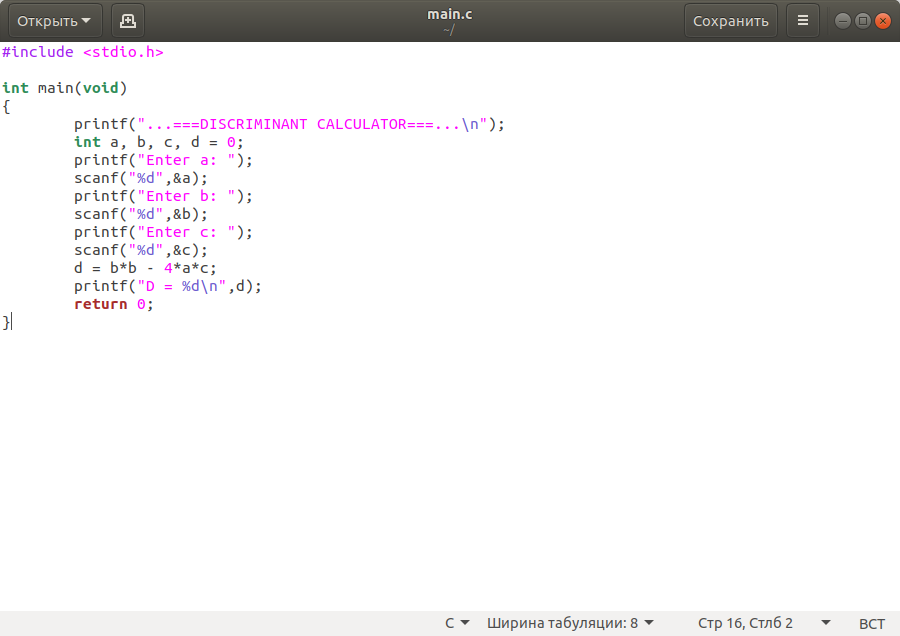 Открыть
main.c
~/
Сохранить
#include <stdio.h>
int main(void)
{
printf("...===DISCRIMINANT CALCULATOR===...\n");
int a, b, c, d = 0;
printf("Enter a: ");
scanf("%d",&a);
printf("Enter b: ");
scanf("%d",&b);
printf("Enter c: ");
scanf("%d",&c);
d = b*b - 4*a*c;
printf("D = %d\n",d);
return 0;
}
C
Ширина табуляции: 8
Стр 16, Стлб 2
ВСТ